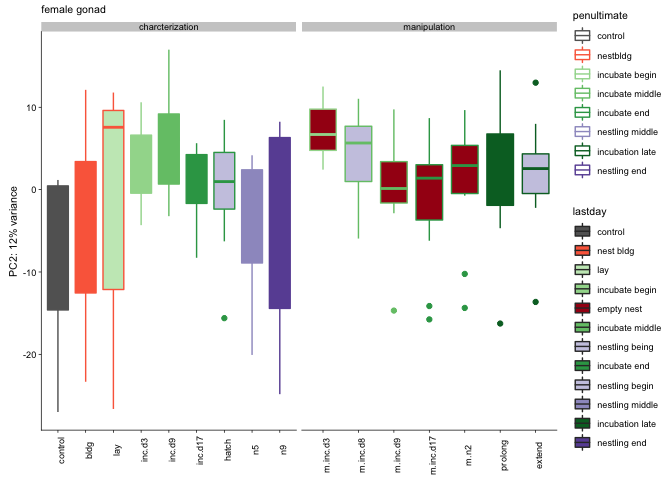 female gonad
charcterization
manipulation
PC2: 12% variance
10
0
-10
-20
control
bldg
lay
inc.d3
inc.d9
inc.d17
hatch
n5
n9
m.inc.d3
m.inc.d8
m.inc.d9
m.inc.d17
m.n2
prolong
extend
penultimate
control
nestbldg
incubate begin
incubate middle
incubate end
nestling middle
incubation late
nestling end
lastday
control
nest bldg
lay
incubate begin
empty nest
incubate middle
nestling being
incubate end
nestling begin
nestling middle
incubation late
nestling end